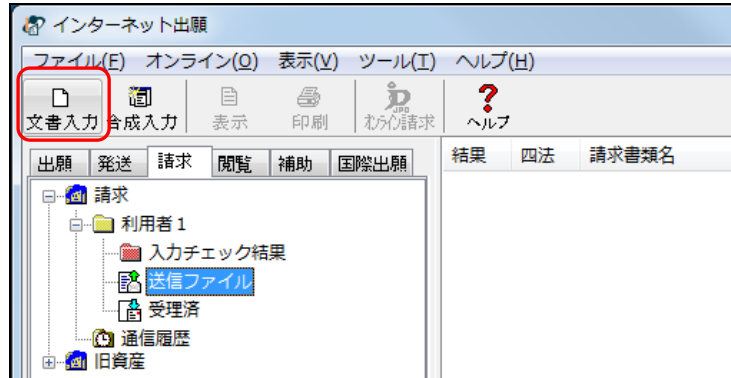 インターネット出願
ファイル(F) オンライン(O) 表示(V) ツール(T) ヘルプ(H)
文書入力 合成入力 表示 印刷 オンライン請求 ヘルプ
出願 発送 請求 閲覧 補助 国際出願
結果 四法 請求書類名
請求
利用者1
入力チェック結果
送信ファイル
受理済
通信履歴
旧資産